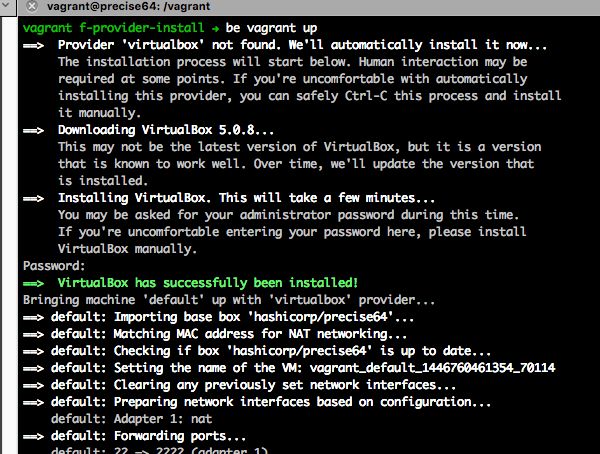 vagrant@precise64: /vagrant
vagrant f-provider-install → be vagrant up
==> Provider 'virtualbox' not found. We'll automatically install it now...
The installation process will start below. Human interaction may be
required at some points. If you're uncomfortable with automatically
installing this provider, you can safely Ctrl-C this process and install
it manually.
==> Downloading VirtualBox 5.0.8...
This may not be the latest version of VirtualBox, but it is a version
that is known to work well. Over time, we'll update the version that
is installed.
==> Installing VirtualBox. This will take a few minutes...
You may be asked for your administrator password during this time.
If you're uncomfortable entering your password here, please install
VirtualBox manually.
Password:
==> VirtualBox has successfully been installed!
Bringing machine 'default' up with 'virtualbox' provider...
==> default: Importing base box 'hashicorp/precise64'...
==> default: Matching MAC address for NAT networking...
==> default: Checking if box 'hashicorp/precise64' is up to date...
==> default: Setting the name of the VM: vagrant_default_1446760461354_70114
==> default: Clearing any previously set network interfaces...
==> default: Preparing network interfaces based on configuration...
default: Adapter 1: nat
==> default: Forwarding ports...
default: 22 => 2222 (adapter 1)